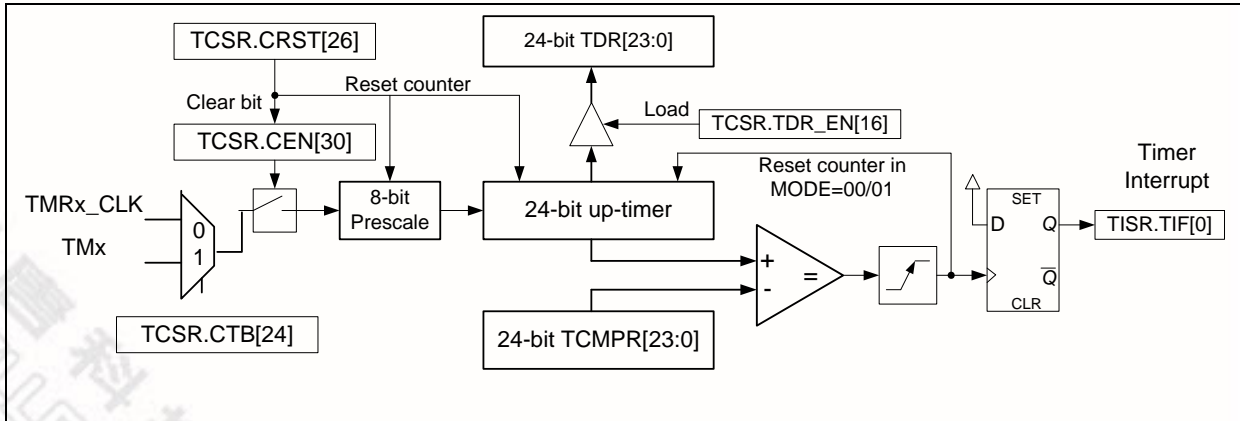 TCSR.CRST[26]
24-bit TDR[23:0]
Reset counter
Clear bit
Load
TCSR.TDR_EN[16]
TCSR.CEN[30]
Reset counter in
MODE=00/01
Timer
Interrupt
TMRx_CLK
TMx
0
1
8-bit
Prescale
24-bit up-timer
SET
D
Q
Q
CLR
TISR.TIF[0]
+
-
=
TCSR.CTB[24]
24-bit TCMPR[23:0]
科